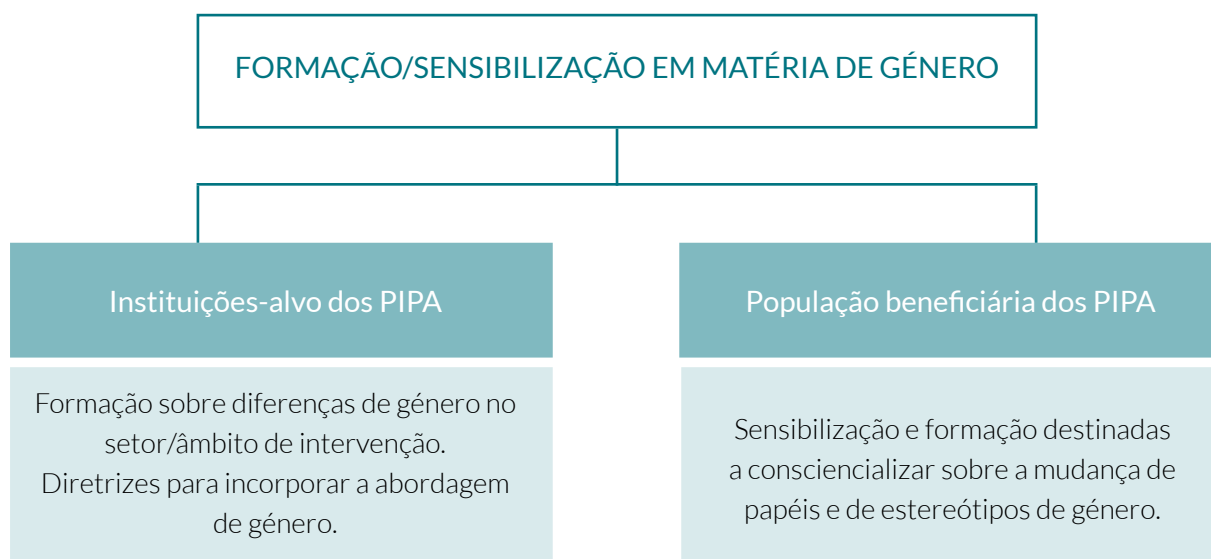 FORMAÇÃO/SENSIBILIZAÇÃO EM MATÉRIA DE GÉNERO
Instituições-alvo dos PIPA
Formação sobre diferenças de género no
setor/âmbito de intervenção.
Diretrizes para incorporar a abordagem
de género.
População beneficiária dos PIPA
Sensibilização e formação destinadas
a consciencializar sobre a mudança de
papéis e de estereótipos de género.